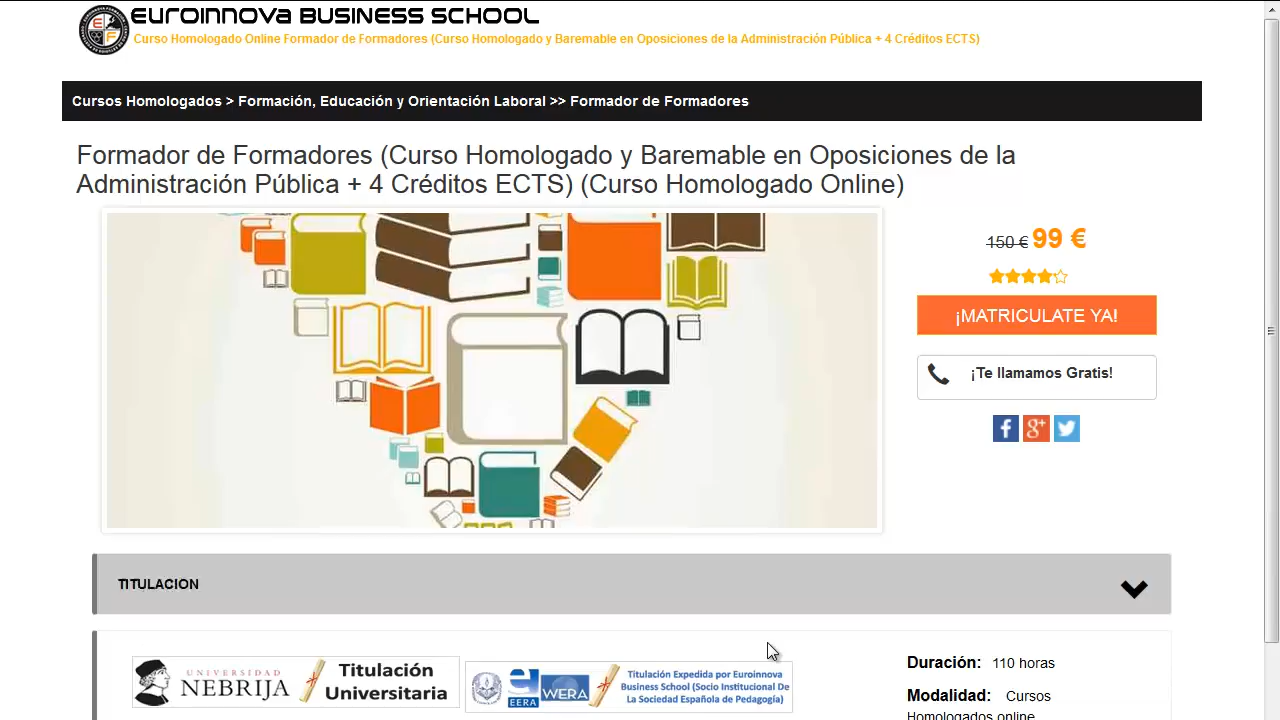 EUROINNOVA BUSINESS SCHOOL
Curso Homologado Online Formador de Formadores (Curso Homologado y Baremable en Oposiciones de la Administración Pública + 4 Créditos ECTS)
Cursos Homologados > Formación, Educación y Orientación Laboral >> Formador de Formadores
Formador de Formadores (Curso Homologado y Baremable en Oposiciones de la
Administración Pública + 4 Créditos ECTS) (Curso Homologado Online)
150 € 99 €
¡MATRICULATE YA!
¡Te llamamos Gratis!
TITULACION
UNIVERSIDAD
NEBRIJA
Titulación
Universitaria
EERA
WERA
Titulación Expedida por Euroinnova
Business School (Socio Institucional De
La Sociedad Española de Pedagogía)
Duración: 110 horas
Modalidad: Cursos
Homologados online